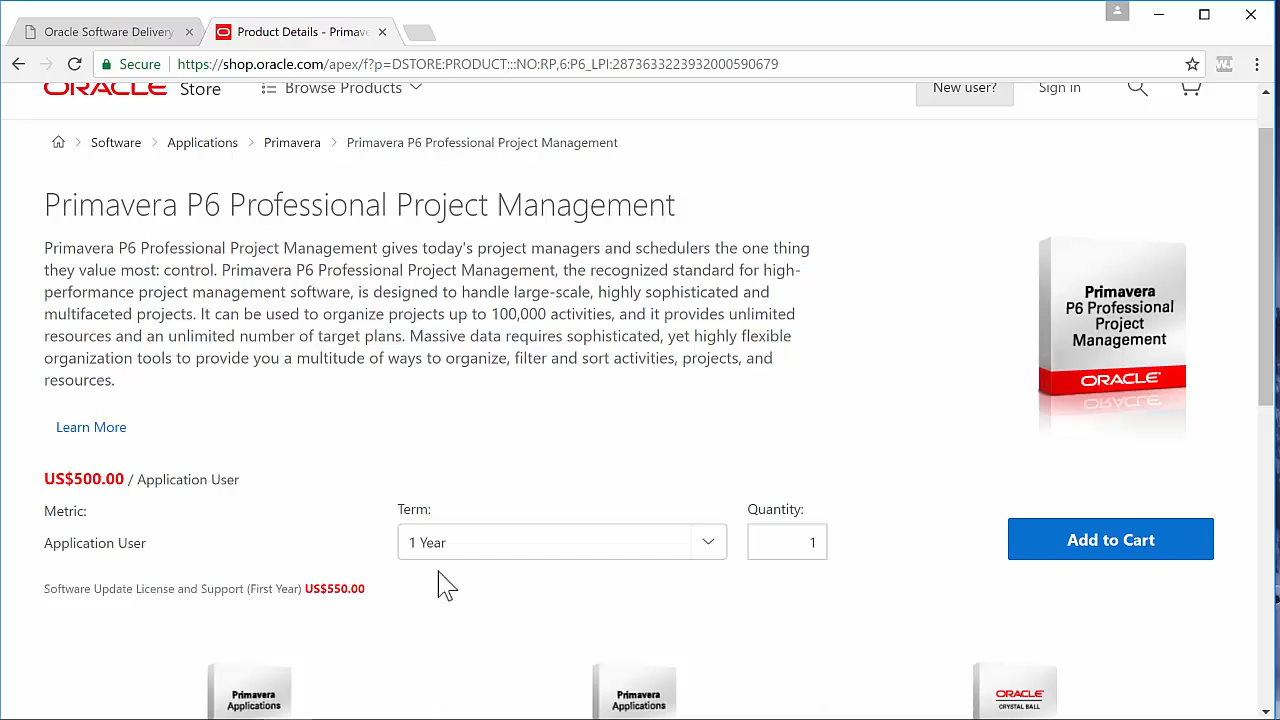 Oracle Software Delivery
Product Details - Primave
Secure
https://shop.oracle.com/apex/f?p=DSTORE:PRODUCT:::NO:RP,6:P6_LPI:2873633223932000590679
WJ
ORACLE Store
Browse Products
New user?
Sign in
Software
Applications
Primavera
Primavera P6 Professional Project Management
Primavera P6 Professional Project Management
Primavera P6 Professional Project Management gives today's project managers and schedulers the one thing
they value most: control. Primavera P6 Professional Project Management, the recognized standard for high-
performance project management software, is designed to handle large-scale, highly sophisticated and
multifaceted projects. It can be used to organize projects up to 100,000 activities, and it provides unlimited
resources and an unlimited number of target plans. Massive data requires sophisticated, yet highly flexible
organization tools to provide you a multitude of ways to organize, filter and sort activities, projects, and
resources.
Primavera
P6 Professional
Project
Management
ORACLE
Learn More
US$500.00 / Application User
Metric:
Term:
Quantity:
Application User
1 Year
1
Add to Cart
Software Update License and Support (First Year) US$550.00
Primavera
Applications
Primavera
Applications
ORACLE
CRYSTAL BALL